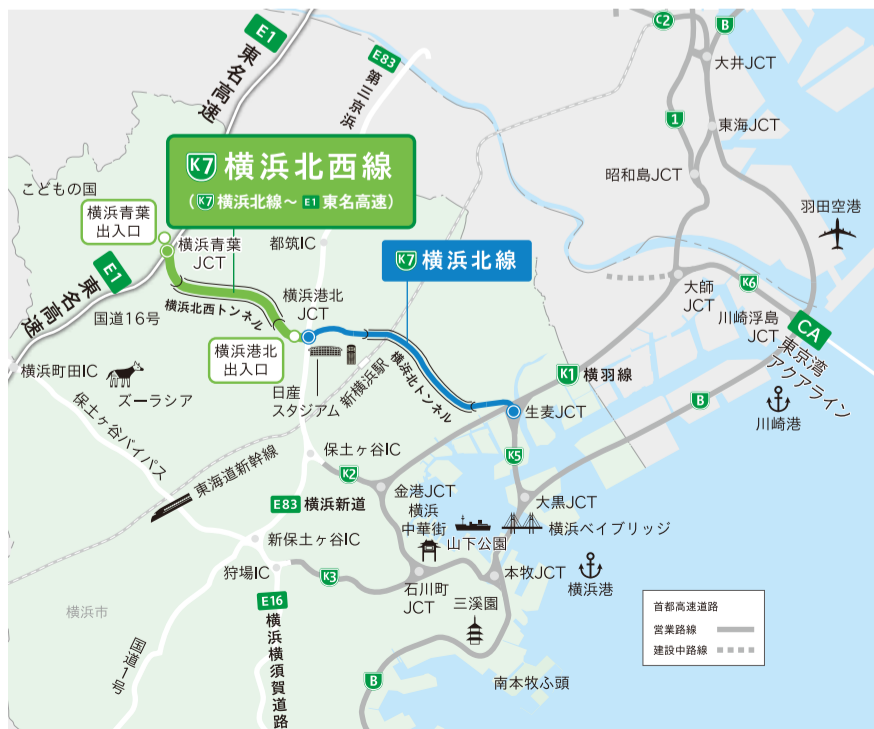 C2
B
E1
東名高速
E83
第三京浜
大井JCT
1
東海JCT
昭和島JCT
K7 横浜北西線
(K7 横浜北線～ E1 東名高速)
こどもの国
横浜青葉
出入口
横浜青葉
JCT
都筑IC
羽田空港
K7 横浜北線
E1
東名高速
国道16号
横浜北西トンネル
横浜港北
JCT
大師
JCT
K6
川崎浮島
JCT
CA
東京湾
アクアライン
横浜港北
出入口
横浜町田IC
ズーラシア
日産
スタジアム
新横浜駅
横浜北トンネル
K1 横羽線
生麦JCT
B
川崎港
保土ヶ谷バイパス
東海道新幹線
保土ヶ谷IC
K2
K5
E83 横浜新道
金港JCT
横浜
中華街
山下公園
大黒JCT
横浜ベイブリッジ
新保土ヶ谷IC
狩場IC
K3
石川町
JCT
本牧JCT
横浜港
E16
横浜横須賀道路
三溪園
横浜市
国道1号
B
南本牧ふ頭
首都高速道路
営業路線
建設中路線